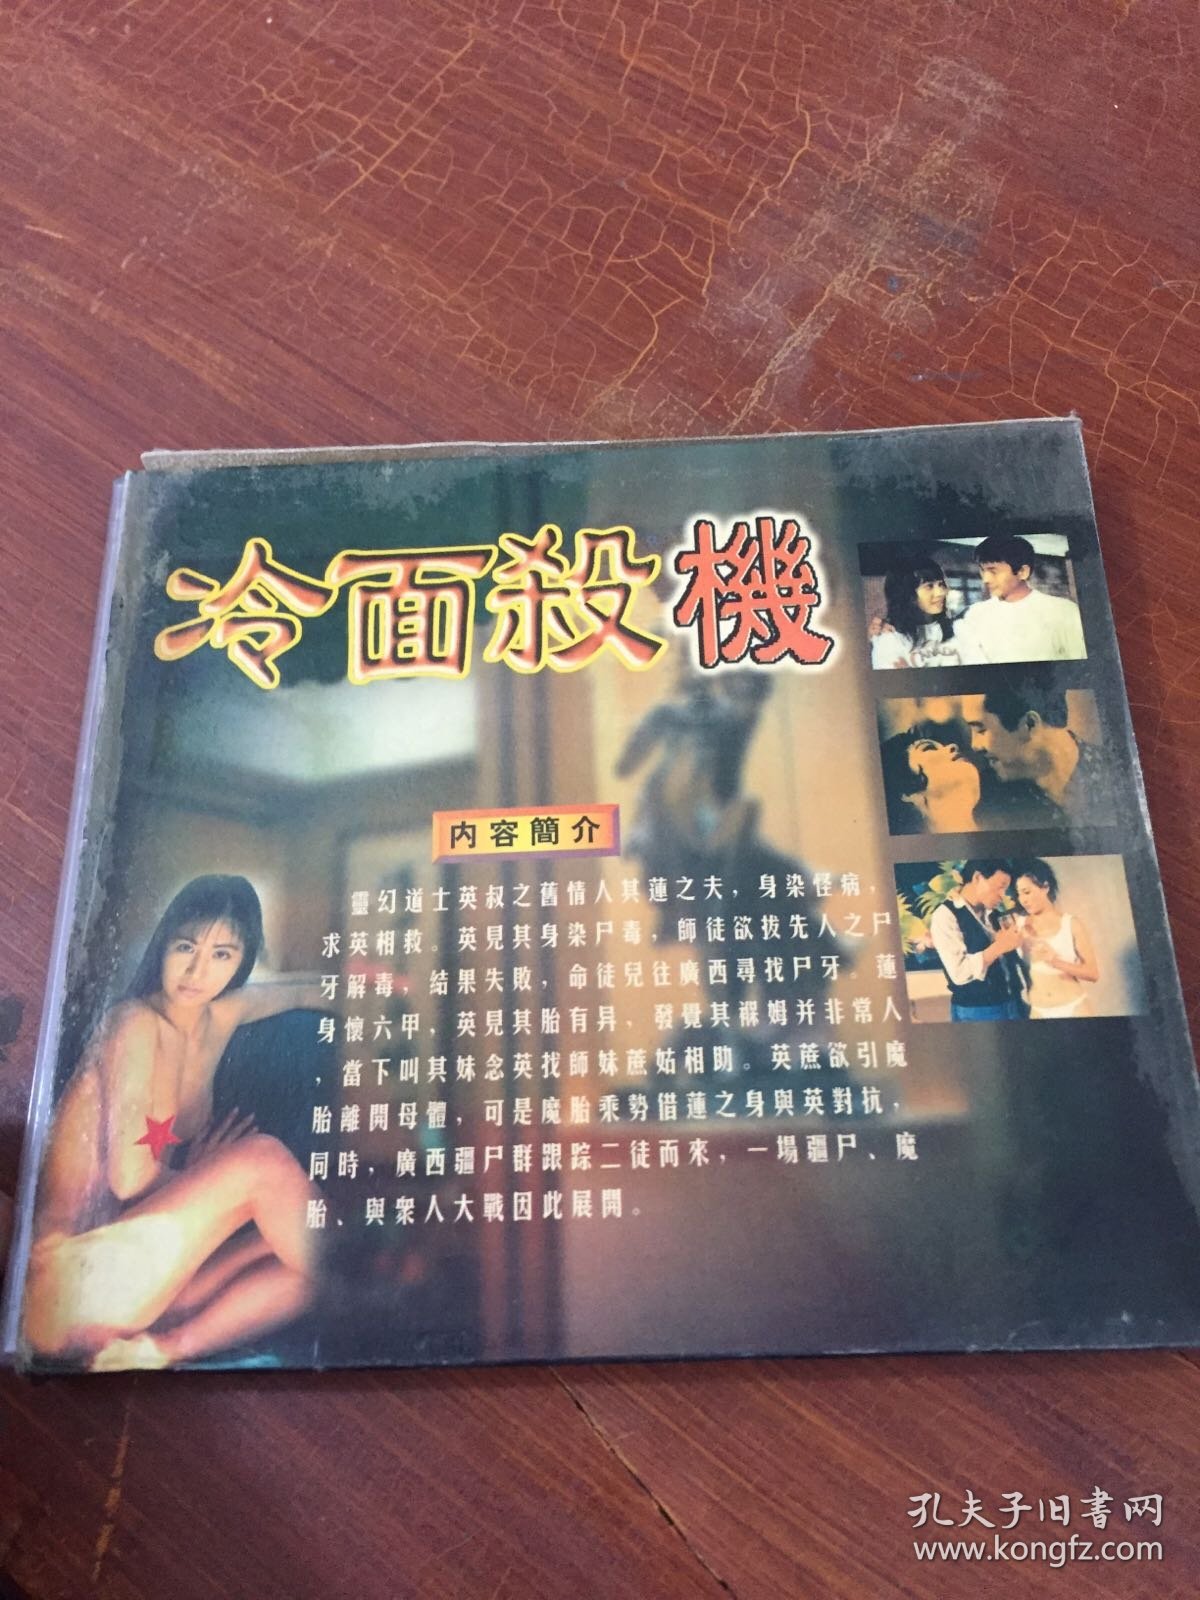 冷面殺機
内容簡介
靈幻道士英叔之舊情人其蓮之夫，身染怪病，
求英相救。英見其身染尸毒，師徒欲拔先人之尸
牙解毒，结果失敗，命徒兒往廣西尋找尸牙。蓮
身懷六甲，英見其胎有异，發覺其褓姆并非常人
，當下叫其妹念英找師妹蔗姑相助。英蔗欲引魔
胎離開母體，可是魔胎乘势借蓮之身與英對抗，
同時，廣西疆尸群跟踪二徒而來，一場疆尸、魔
胎、與衆人大戰因此展開。
孔夫子旧书网
www.kongfz.com